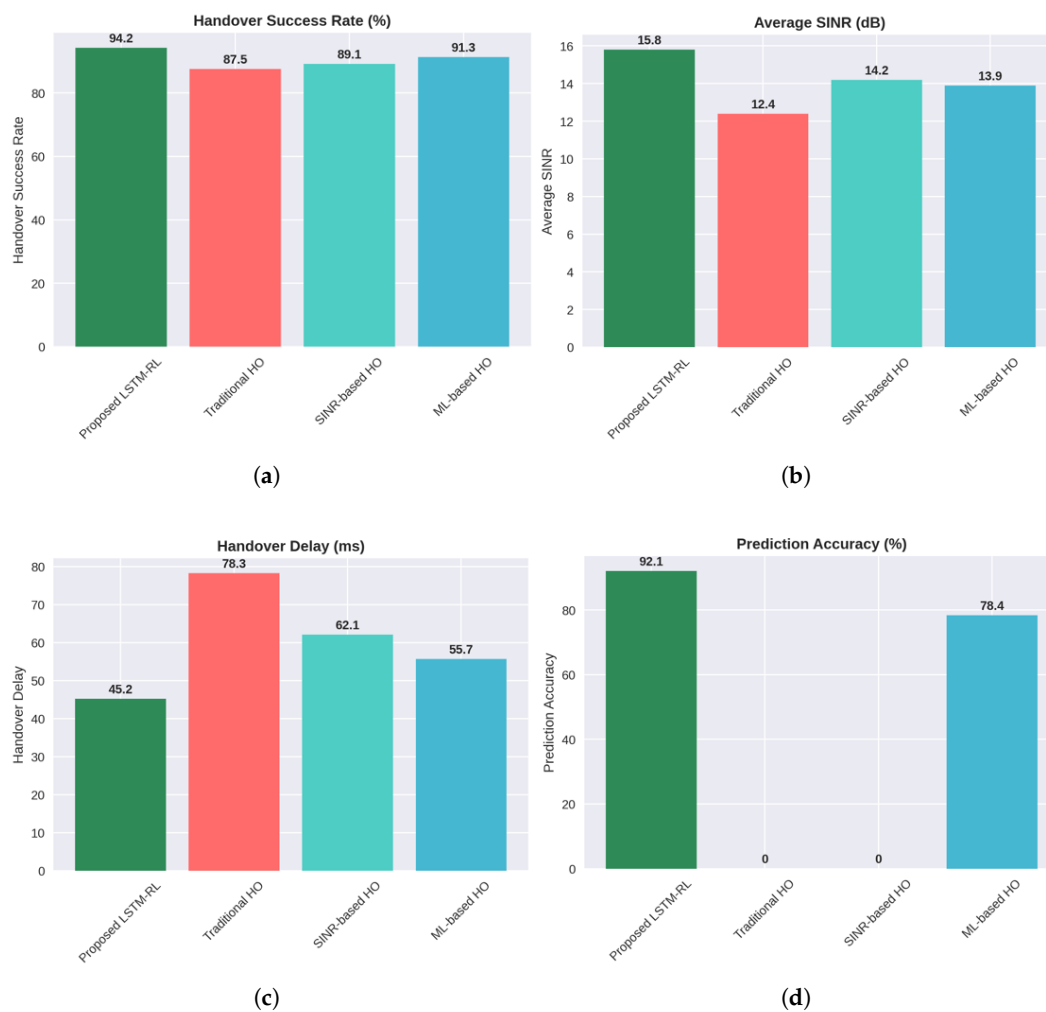 Handover Success Rate (%)
94.2
87.5
89.1
91.3
Handover Success Rate
80
60
40
20
0
Proposed LSTM-RL
Traditional HO
SINR-based HO
ML-based HO
(a)
Average SINR (dB)
15.8
12.4
14.2
13.9
Average SINR
16
14
12
10
8
6
4
2
0
Proposed LSTM-RL
Traditional HO
SINR-based HO
ML-based HO
(b)
Handover Delay (ms)
45.2
78.3
62.1
55.7
Handover Delay
80
70
60
50
40
30
20
10
0
Proposed LSTM-RL
Traditional HO
SINR-based HO
ML-based HO
(c)
Prediction Accuracy (%)
92.1
0
0
78.4
Prediction Accuracy
80
60
40
20
0
Proposed LSTM-RL
Traditional HO
SINR-based HO
ML-based HO
(d)